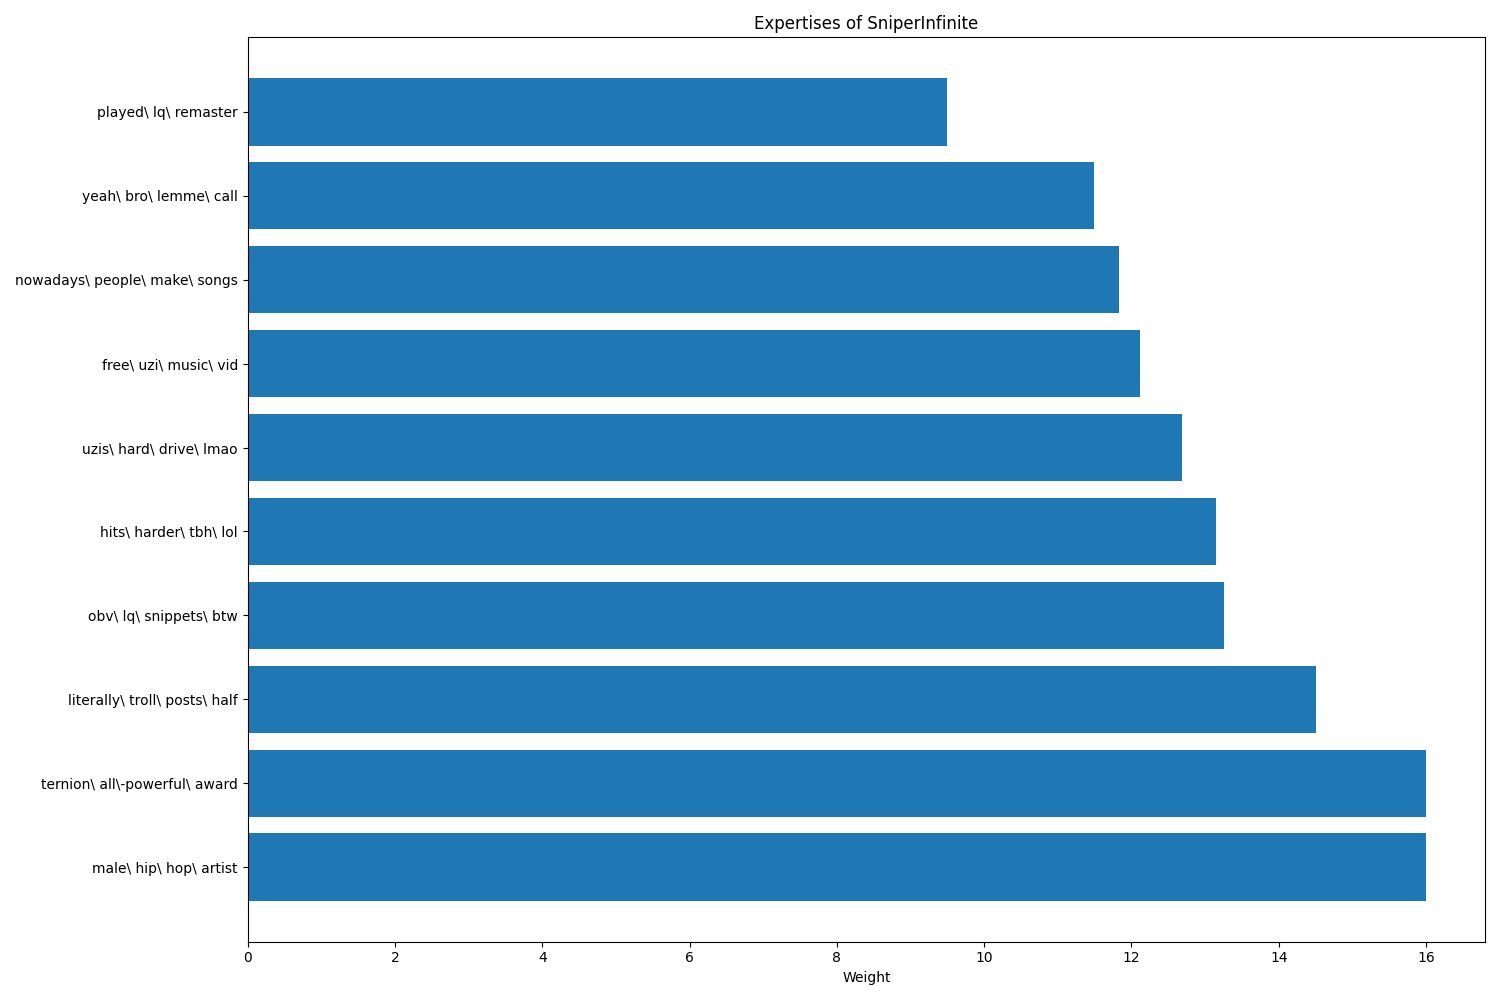 Expertises of SniperInfinite
played\ lq\ remaster
yeah\ bro\ lemme\ call
nowadays\ people\ make\ songs
free\ uzi\ music\ vid
uzis\ hard\ drive\ lmao
hits\ harder\ tbh\ lol
obv\ lq\ snippets\ btw
literally\ troll\ posts\ half
ternion\ all\-powerful\ award
male\ hip\ hop\ artist
0 2 4 6 8 10 12 14 16
Weight